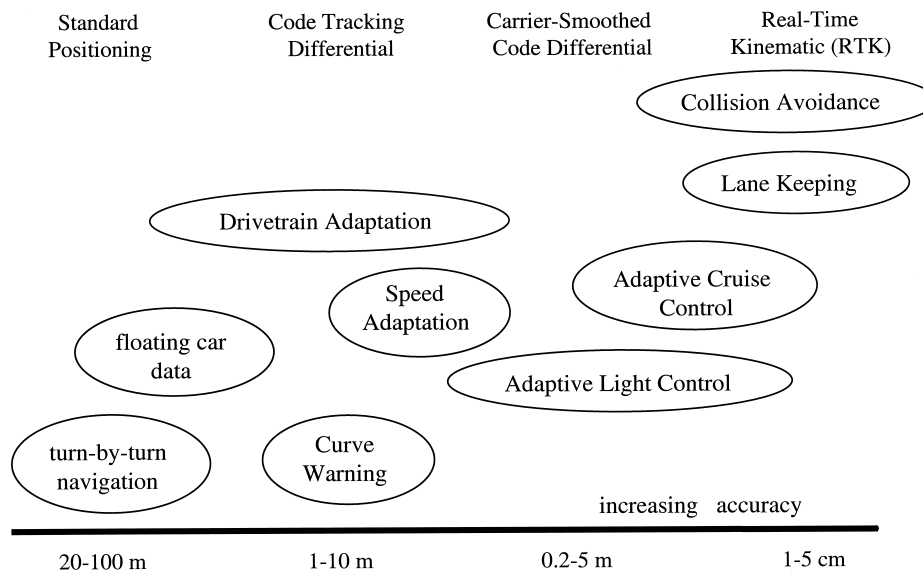 Standard
Positioning
Code Tracking
Differential
Carrier-Smoothed
Code Differential
Real-Time
Kinematic (RTK)
Collision Avoidance
Lane Keeping
Drivetrain Adaptation
Adaptive Cruise
Control
Speed
Adaptation
floating car
data
Adaptive Light Control
turn-by-turn
navigation
Curve
Warning
increasing accuracy
20-100 m
1-10 m
0.2-5 m
1-5 cm